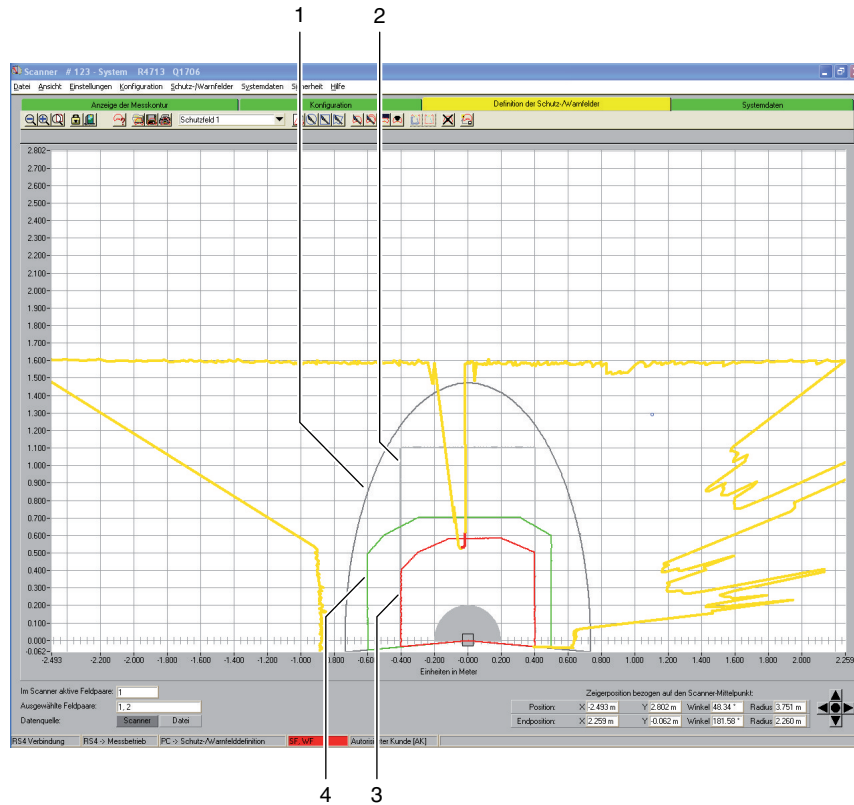 1 2
Scanner # 123 - System R4713 Q1706
Datei Ansicht Einstellungen Konfiguration Schutz-/Warnfelder Systemdaten Sicherheit Hilfe
Anzeige der Messkontur Konfiguration Definition der Schutz-/Warnfelder Systemdaten
Schutzfeld 1
2.802
2.700
2.600
2.500
2.400
2.300
2.200
2.100
2.000
1.900
1.800
1.700
1.600
1.500
1.400
1.300
1.200
1.100
1.000
0.900
0.800
0.700
0.600
0.500
0.400
0.300
0.200
0.100
0.000
-0.062
-2.493 -2.200 -2.000 -1.800 -1.600 -1.400 -1.200 -1.000 -0.800 -0.600 -0.400 -0.200 -0.000 0.200 0.400 0.600 0.800 1.000 1.200 1.400 1.600 1.800 2.000 2.259
Einheiten in Meter
Im Scanner aktive Feldpaare: 1
Ausgewählte Feldpaare: 1, 2
Datenquelle: Scanner Datei
Zeigerposition bezogen auf den Scanner-Mittelpunkt:
Position: X -2.493 m Y 2.802 m Winkel 48.34 ° Radius 3.751 m
Endposition: X 2.259 m Y -0.062 m Winkel 181.58 ° Radius 2.260 m
RS4 Verbindung RS4 -> Messbetrieb PC -> Schutz-/Warnfelddefinition SF, WF Autorisierter Kunde [AK]
4 3